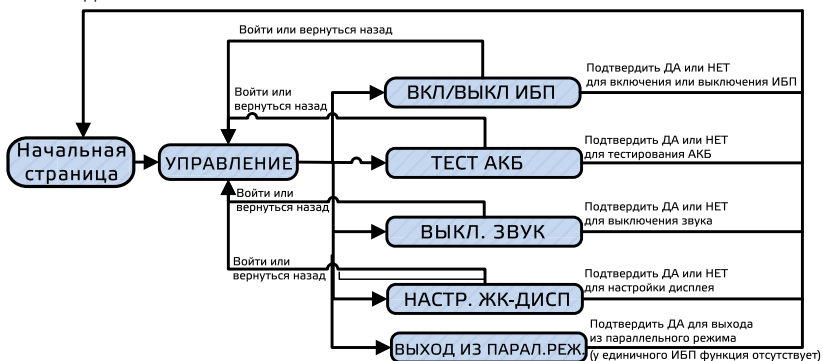 Войти или вернуться назад
Подтвердить ДА или НЕТ
для включения или выключения ИБП
ВКЛ/ВЫКЛ ИБП
Войти или
вернуться назад
Подтвердить ДА или НЕТ
для тестирования АКБ
Начальная
страница
УПРАВЛЕНИЕ
ТЕСТ АКБ
Войти или
вернуться назад
Подтвердить ДА или НЕТ
для выключения звука
ВЫКЛ. ЗВУК
Войти или
вернуться назад
Подтвердить ДА или НЕТ
для настройки дисплея
НАСТР. ЖК-ДИСП
Подтвердить ДА для выхода
из параллельного режима
(у единичного ИБП функция отсутствует)
ВЫХОД ИЗ ПАРАЛ.РЕЖ.